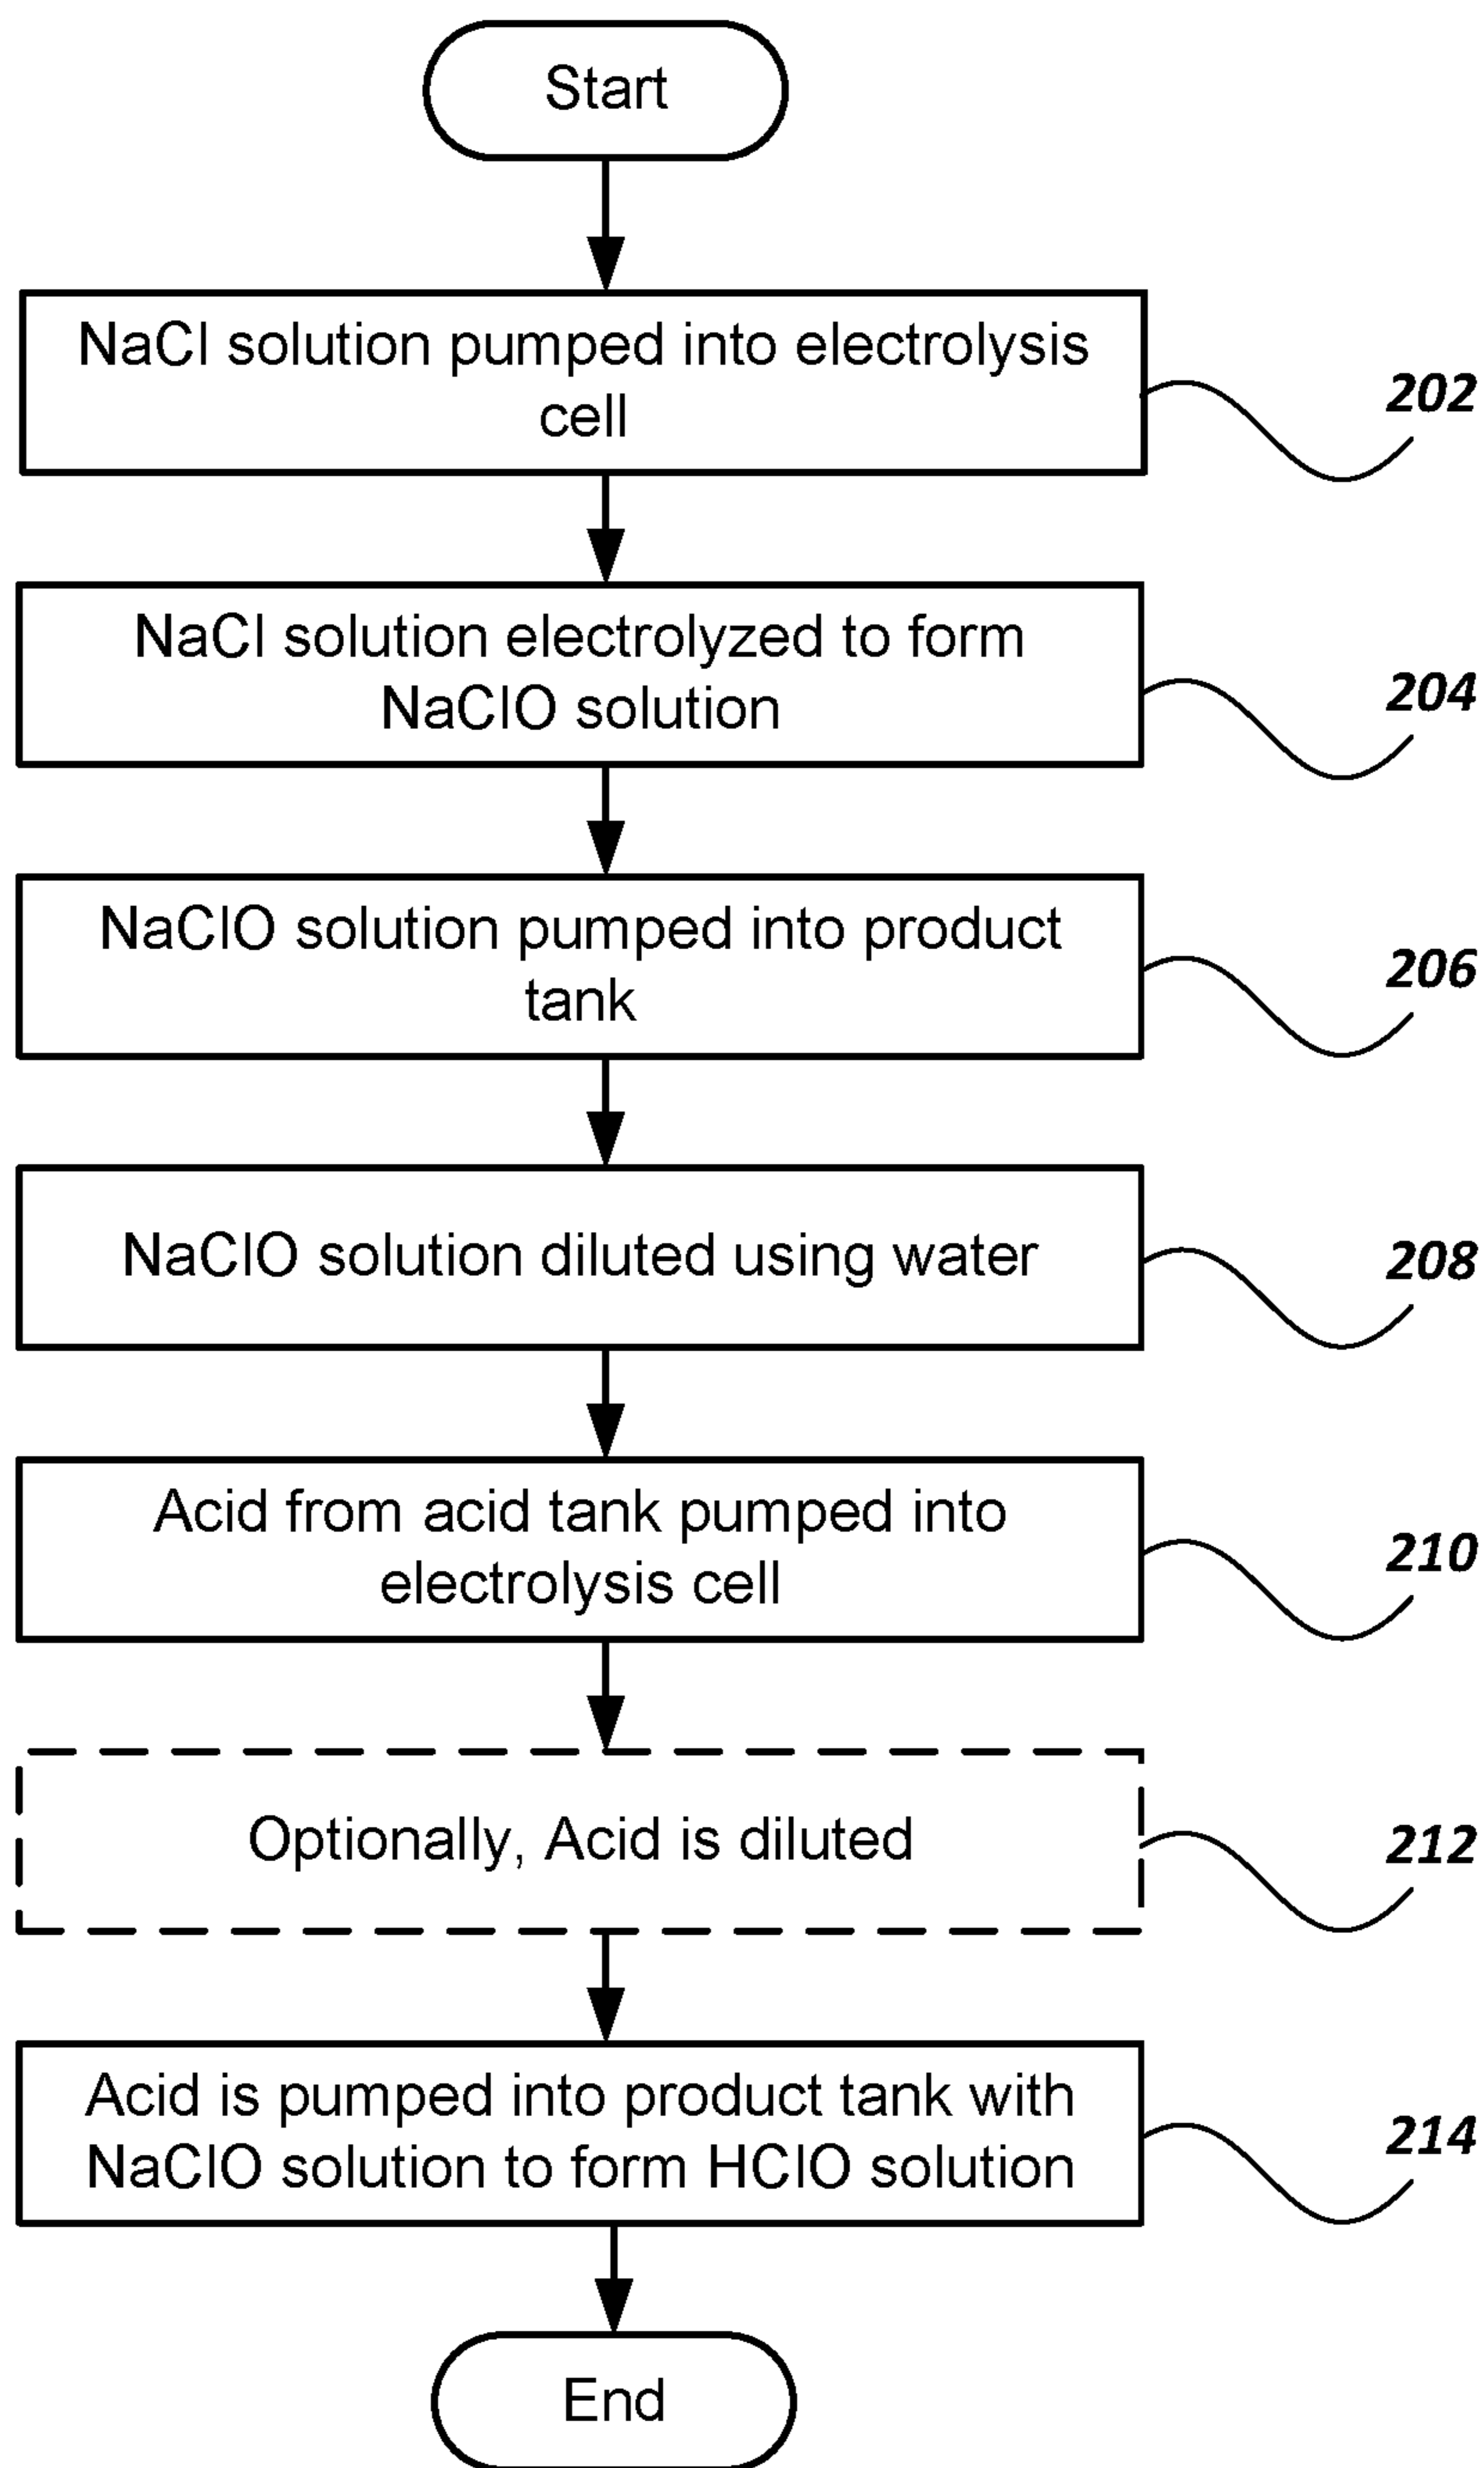 Start
NaCl solution pumped into electrolysis
cell
202
NaCl solution electrolyzed to form
NaClO solution
204
NaClO solution pumped into product
tank
206
NaClO solution diluted using water
208
Acid from acid tank pumped into
electrolysis cell
210
Optionally, Acid is diluted
212
Acid is pumped into product tank with
NaClO solution to form HClO solution
214
End